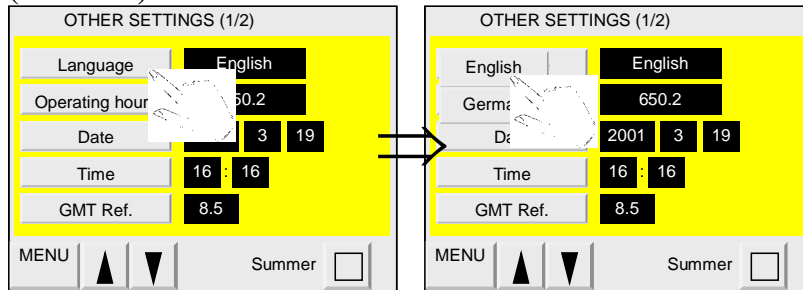 OTHER SETTINGS (1/2)
Language English
Operating hour 50.2
Date 3 19
Time 16 : 16
GMT Ref. 8.5
MENU Summer
OTHER SETTINGS (1/2)
English English
Germa 650.2
Da 2001 3 19
Time 16 : 16
GMT Ref. 8.5
MENU Summer